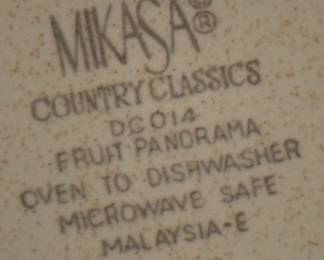 MIKASA®
COUNTRY CLASSICS
DC014
FRUIT PANORAMA
OVEN TO DISHWASHER
MICROWAVE SAFE
MALAYSIA-E